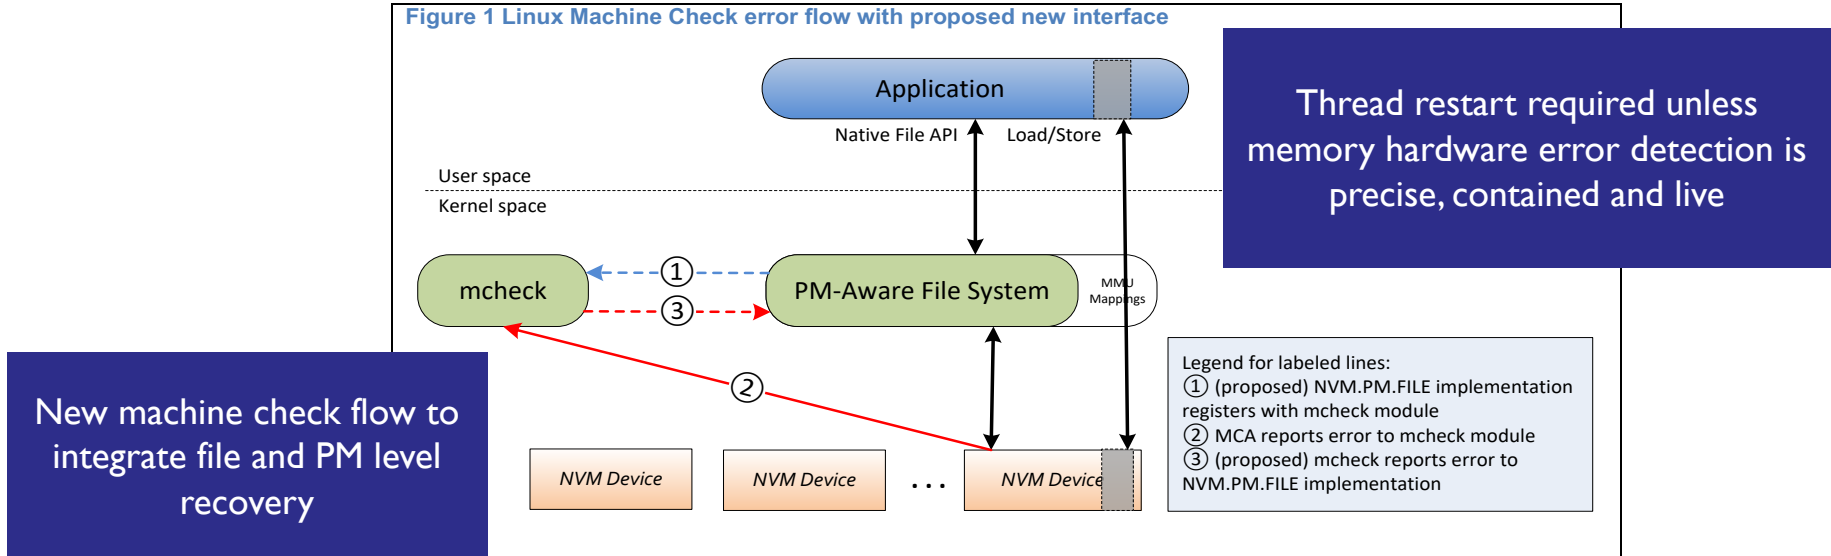 Figure 1 Linux Machine Check error flow with proposed new interface
Application
Native File API
Load/Store
User space
Kernel space
Thread restart required unless
memory hardware error detection is
precise, contained and live
mcheck
①
③
PM-Aware File System
MMU
Mappings
②
New machine check flow to
integrate file and PM level
recovery
NVM Device
NVM Device
...
NVM Device
Legend for labeled lines:
① (proposed) NVM.PM.FILE implementation
registers with mcheck module
② MCA reports error to mcheck module
③ (proposed) mcheck reports error to
NVM.PM.FILE implementation